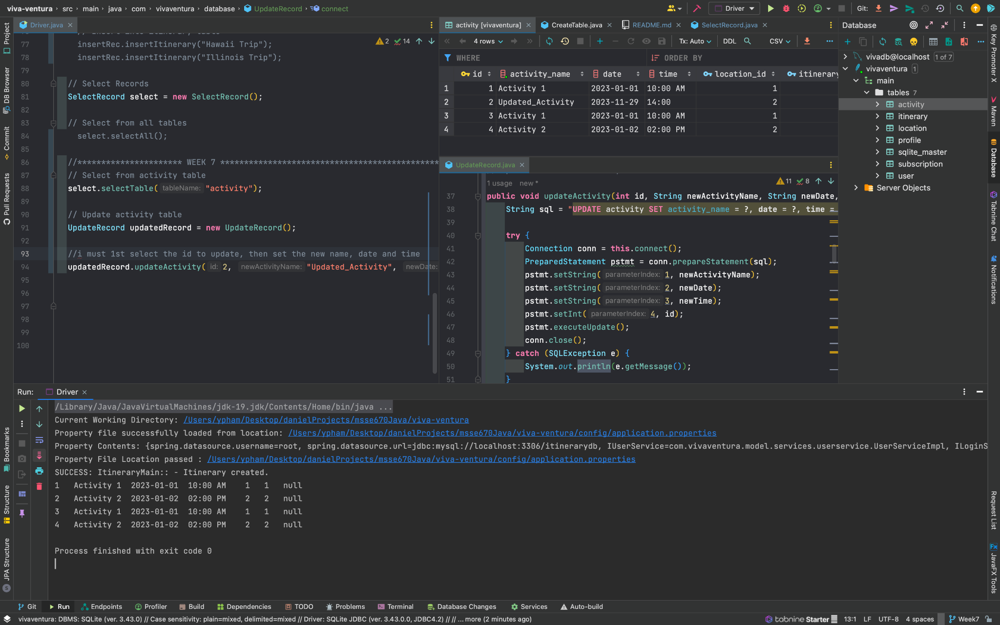 viva-ventura › src › main › java › com › vivaventura › database › UpdateRecord › connect
Driver
Git:
Project
DB Browser
Commit
Pull Requests
Bookmarks
Structure
JPA Structure
Driver.java
2 14
77 insertRec.insertItinerary("Hawaii Trip");
78 insertRec.insertItinerary("Illinois Trip");
79
80 // Select Records
81 SelectRecord select = new SelectRecord();
82
83 // Select from all tables
84 select.selectAll();
85
86 //********************** WEEK 7 **********************************************
87 // Select from activity table
88 select.selectTable( tableName: "activity");
89
90 // Update activity table
91 UpdateRecord updatedRecord = new UpdateRecord();
92
93 //i must 1st select the id to update, then set the new name, date and time
94 updatedRecord.updateActivity( id: 2, newActivityName: "Updated_Activity", newDate:
95
96
97
98
99
100
activity [vivaventura]
CreateTable.java
README.md
SelectRecord.java
4 rows
Tx: Auto
DDL
CSV
WHERE
ORDER BY
id activity_name date time location_id itinerary
1 1 Activity 1 2023-01-01 10:00 AM 1
2 2 Updated_Activity 2023-11-29 14:00 2
3 3 Activity 1 2023-01-01 10:00 AM 1
4 4 Activity 2 2023-01-02 02:00 PM 2
UpdateRecord.java
1 usage new *
11 8
37 public void updateActivity(int id, String newActivityName, String newDate,
38 String sql = "UPDATE activity SET activity_name = ?, date = ?, time =
39
40 try {
41 Connection conn = this.connect();
42 PreparedStatement pstmt = conn.prepareStatement(sql);
43 pstmt.setString( parameterIndex: 1, newActivityName);
44 pstmt.setString( parameterIndex: 2, newDate);
45 pstmt.setString( parameterIndex: 3, newTime);
46 pstmt.setInt( parameterIndex: 4, id);
47 pstmt.executeUpdate();
48 conn.close();
49 } catch (SQLException e) {
50 System.out.println(e.getMessage());
51 }
Database
vivadb@localhost 1 of 7
vivaventura 1
main
tables 7
activity
itinerary
location
profile
sqlite_master
subscription
user
Server Objects
Key Promoter X
Maven
Database
Tabnine Chat
Notifications
Request List
JavaFX Tools
Run: Driver
/Library/Java/JavaVirtualMachines/jdk-19.jdk/Contents/Home/bin/java ...
Current Working Directory: /Users/ypham/Desktop/danielProjects/msse670Java/viva-ventura
Property file successfully loaded from location: /Users/ypham/Desktop/danielProjects/msse670Java/viva-ventura/config/application.properties
Property Contents: {spring.datasource.username=root, spring.datasource.url=jdbc:mysql://localhost:3306/itinerarydb, IUserService=com.vivaventura.model.services.userservice.UserServiceImpl, ILoginS
Property File Location passed : /Users/ypham/Desktop/danielProjects/msse670Java/viva-ventura/config/application.properties
SUCCESS: ItineraryMain:: - Itinerary created.
1 Activity 1 2023-01-01 10:00 AM 1 1 null
2 Activity 2 2023-01-02 02:00 PM 2 2 null
3 Activity 1 2023-01-01 10:00 AM 1 1 null
4 Activity 2 2023-01-02 02:00 PM 2 2 null
Process finished with exit code 0
Git Run Endpoints Profiler Build Dependencies TODO Problems Terminal Database Changes Services Auto-build
vivaventura: DBMS: SQLite (ver. 3.43.0) // Case sensitivity: plain=mixed, delimited=mixed // Driver: SQLite JDBC (ver. 3.43.0.0, JDBC4.2) // // ... more (2 minutes ago)
tabnine Starter 13:1 LF UTF-8 4 spaces Week7